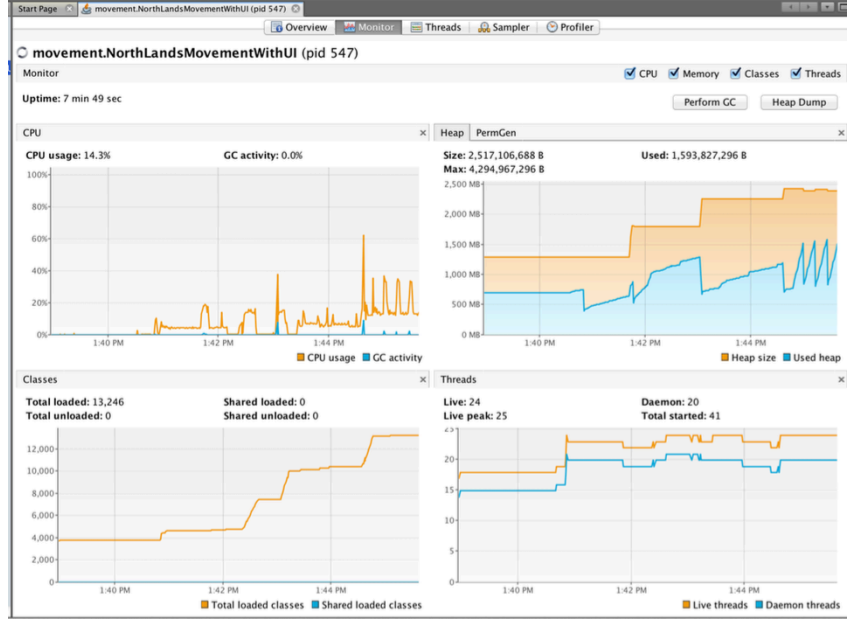 Start Page movement.NorthLandsMovementWithUI (pid 547)
Overview Monitor Threads Sampler Profiler
movement.NorthLandsMovementWithUI (pid 547)
Monitor CPU Memory Classes Threads
Uptime: 7 min 49 sec Perform GC Heap Dump
CPU
CPU usage: 14.3% GC activity: 0.0%
100%
80%
60%
40%
20%
0%
1:40 PM 1:42 PM 1:44 PM
CPU usage GC activity
Heap PermGen
Size: 2,517,106,688 B Used: 1,593,827,296 B
Max: 4,294,967,296 B
2,500 MB
2,000 MB
1,500 MB
1,000 MB
500 MB
0 MB
1:40 PM 1:42 PM 1:44 PM
Heap size Used heap
Classes
Total loaded: 13,246 Shared loaded: 0
Total unloaded: 0 Shared unloaded: 0
12,000
10,000
8,000
6,000
4,000
2,000
0
1:40 PM 1:42 PM 1:44 PM
Total loaded classes Shared loaded classes
Threads
Live: 24 Daemon: 20
Live peak: 25 Total started: 41
25
20
15
10
5
0
1:40 PM 1:42 PM 1:44 PM
Live threads Daemon threads